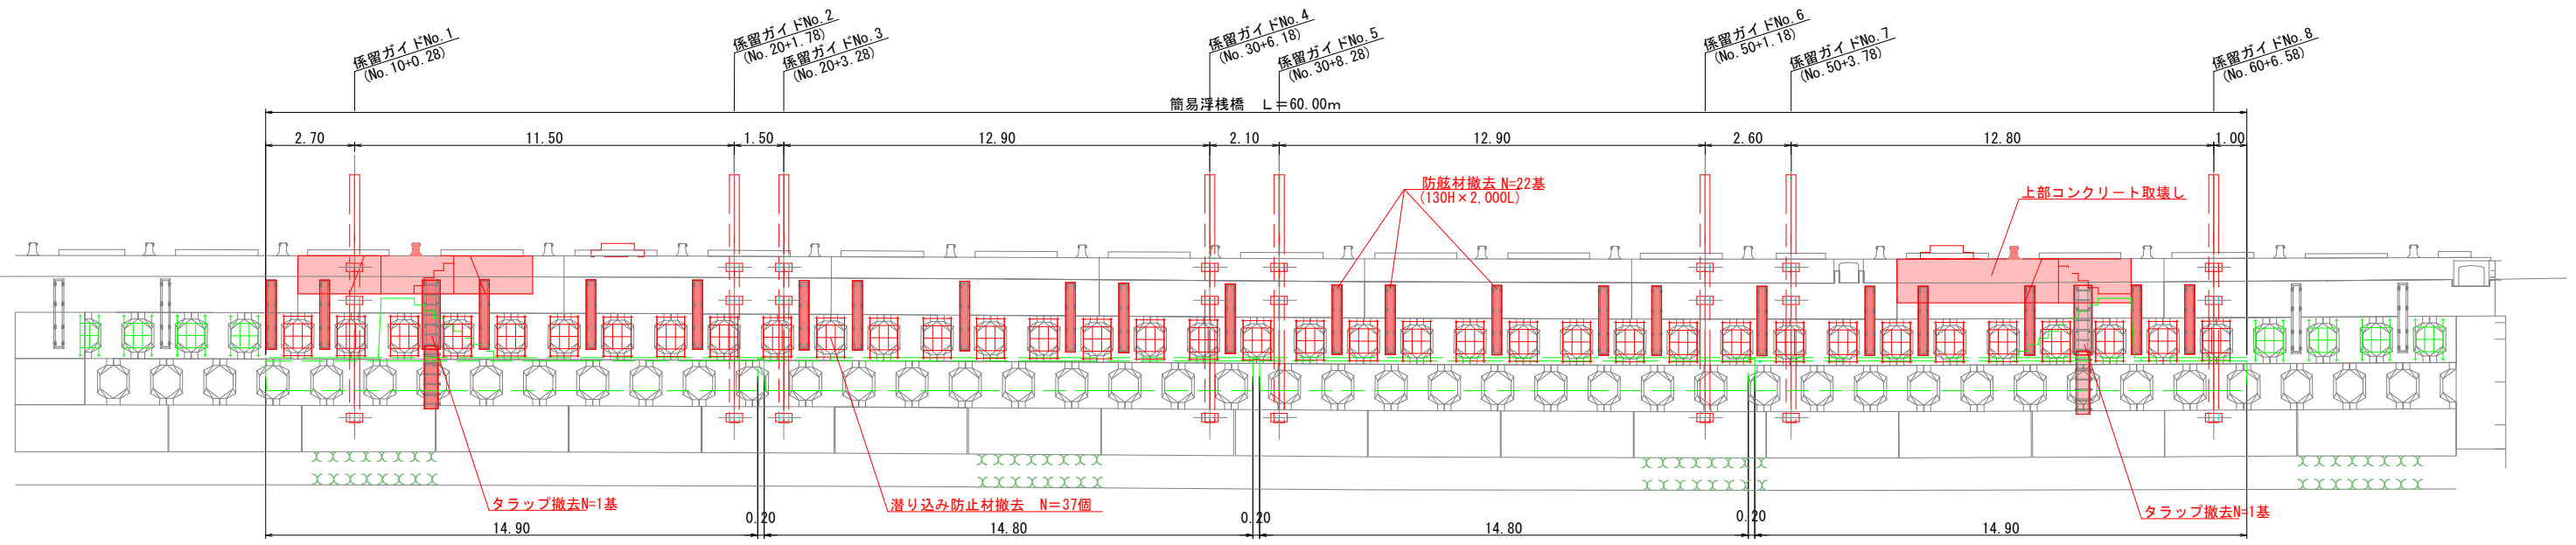 係留ガイドNo.1
(No.10+0.28)
係留ガイドNo.2
(No.20+1.78)
係留ガイドNo.3
(No.20+3.28)
係留ガイドNo.4
(No.30+6.18)
係留ガイドNo.5
(No.30+8.28)
係留ガイドNo.6
(No.50+1.18)
係留ガイドNo.7
(No.50+3.78)
係留ガイドNo.8
(No.60+6.58)
簡易浮桟橋 L=60.00m
2.70 11.50 1.50 12.90 2.10 12.90 2.60 12.80 1.00
防舷材撤去 N=22基
(130H×2,000L)
上部コンクリート取壊し
タラップ撤去N=1基
潜り込み防止材撤去 N=37個
タラップ撤去N=1基
14.90 0.20 14.80 0.20 14.80 0.20 14.90